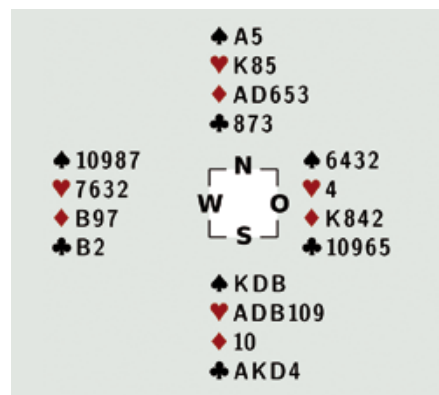 ♠ A5
♥ K85
♦ AD653
♣ 873
♠ 10987
♥ 7632
♦ B97
♣ B2
N
W O
S
♠ 6432
♥ 4
♦ K842
♣ 10965
♠ KDB
♥ ADB109
♦ 10
♣ AKD4